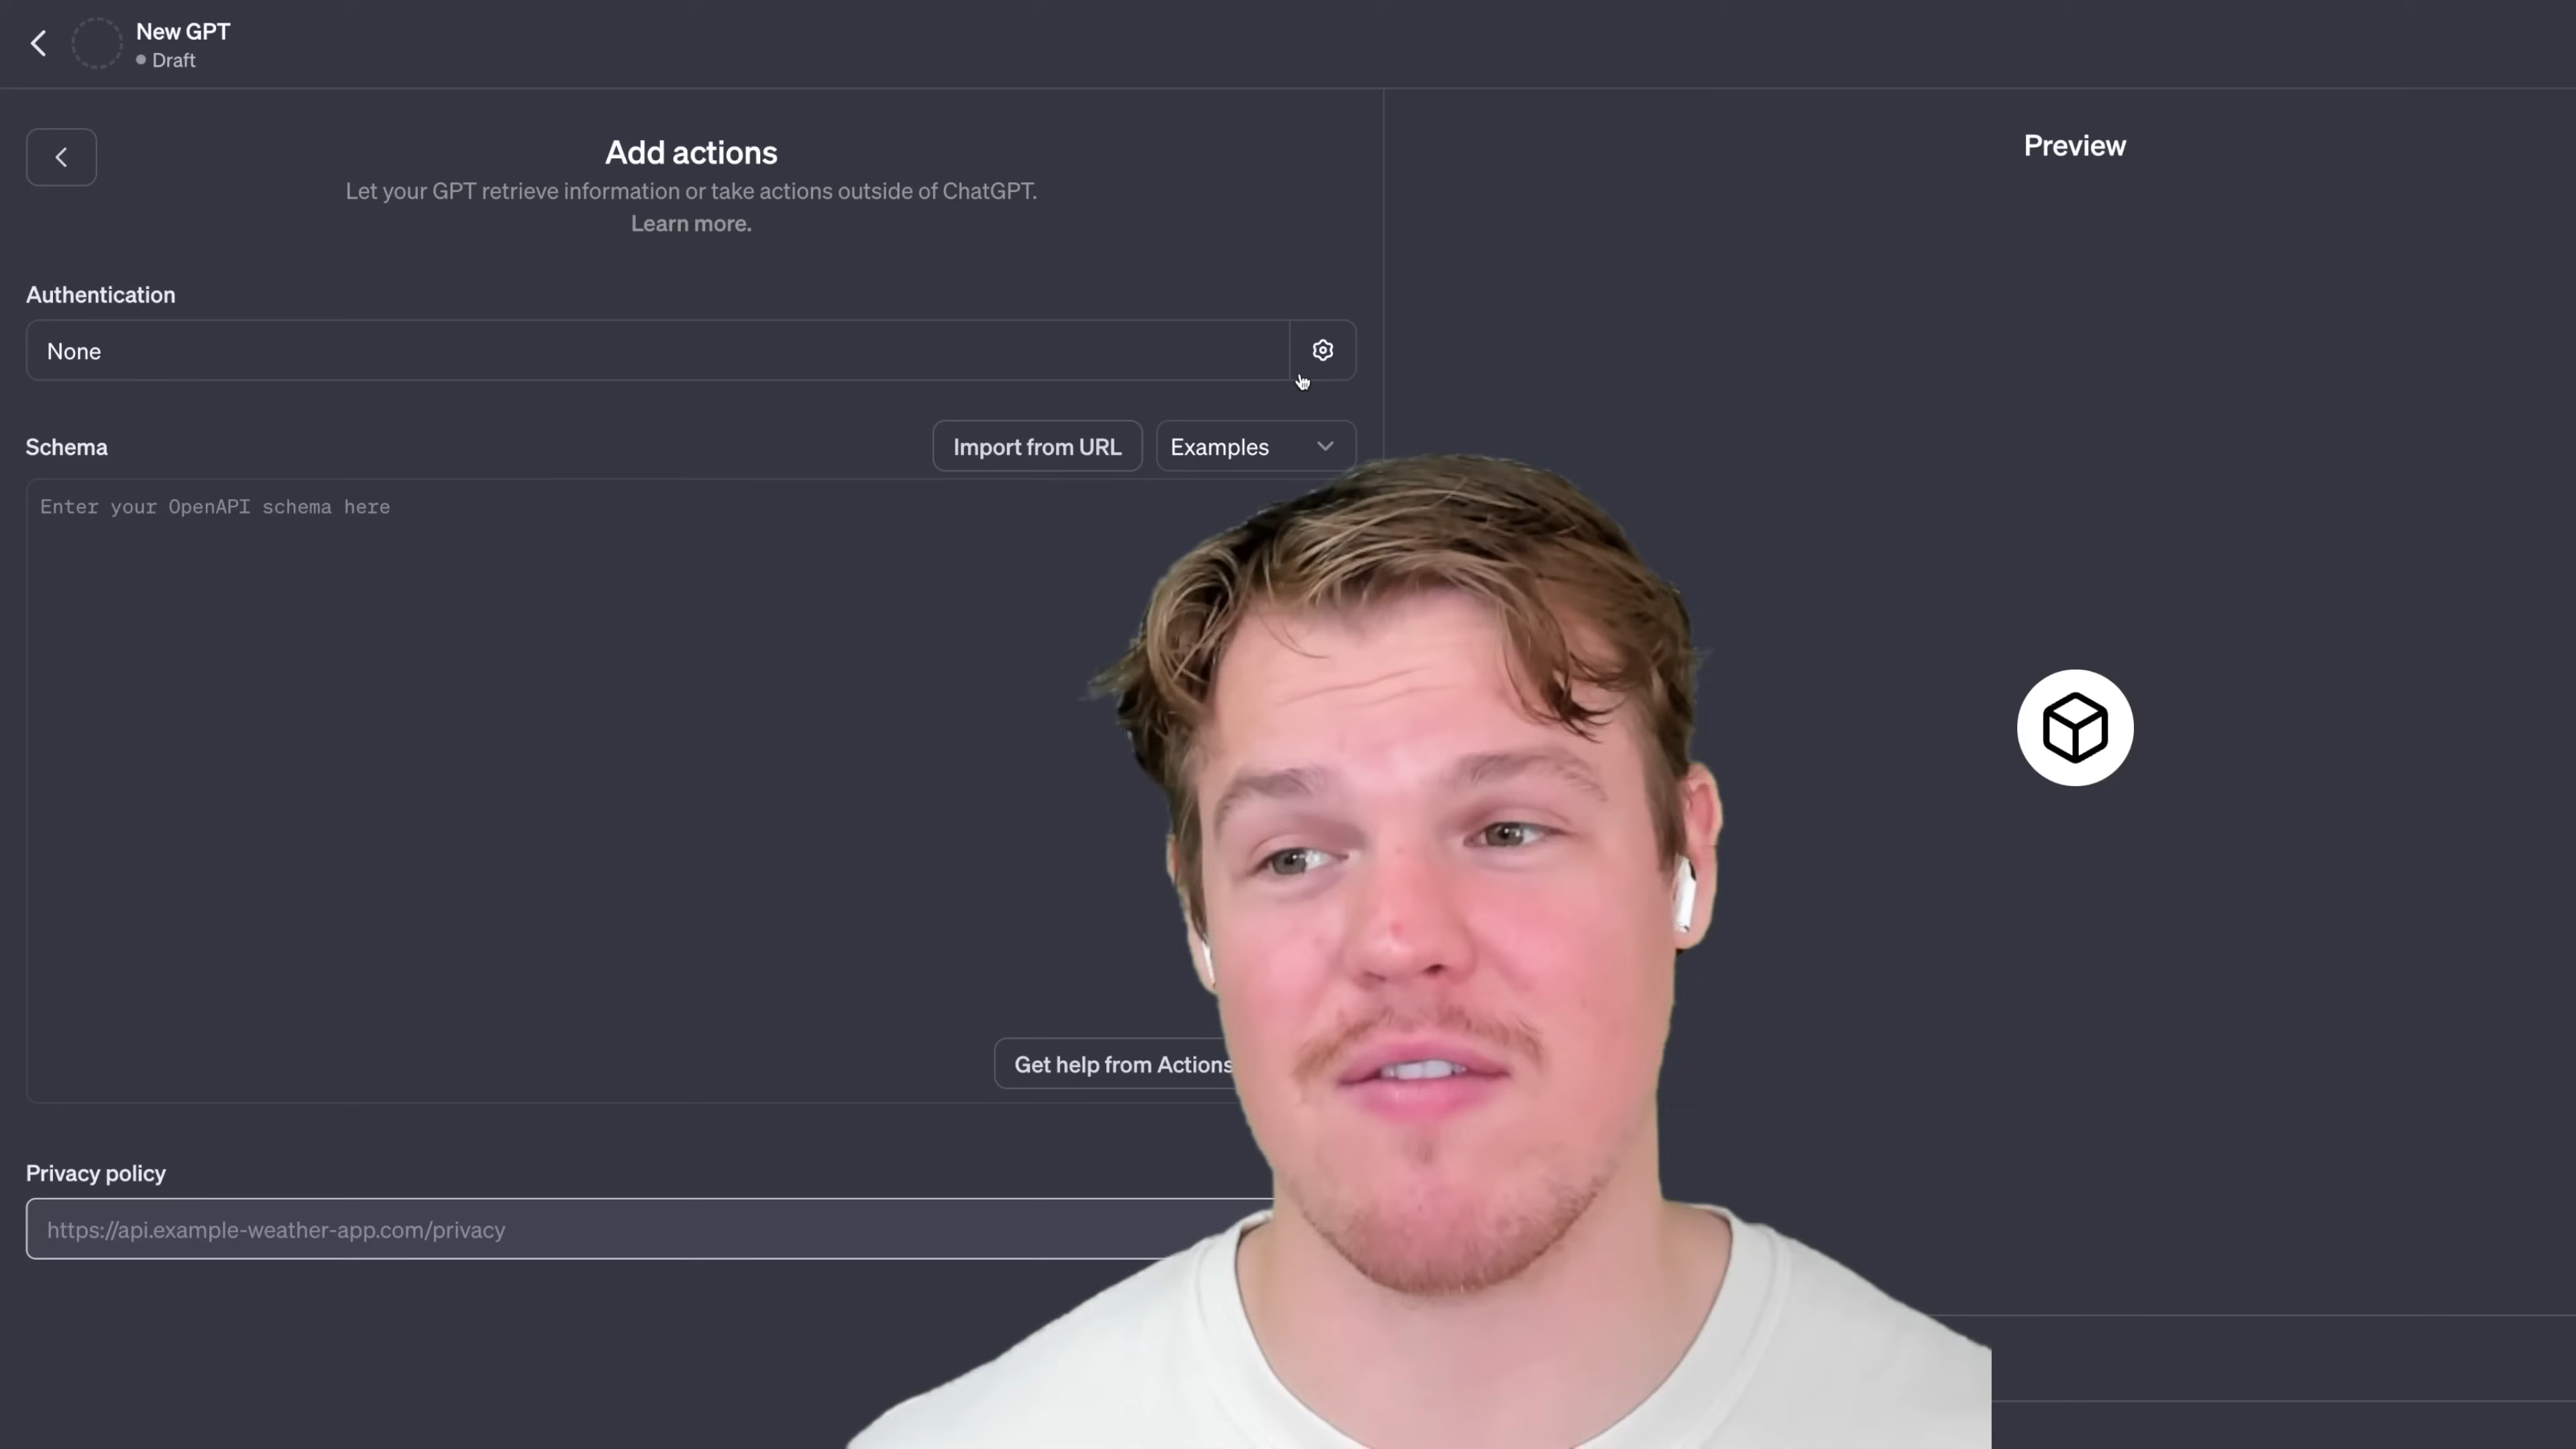 New GPT
Draft
Add actions
Preview
Let your GPT retrieve information or take actions outside of ChatGPT.
Learn more.
Authentication
None
Schema
Import from URL
Examples
Enter your OpenAPI schema here
Get help from Actions
Privacy policy
https://api.example-weather-app.com/privacy